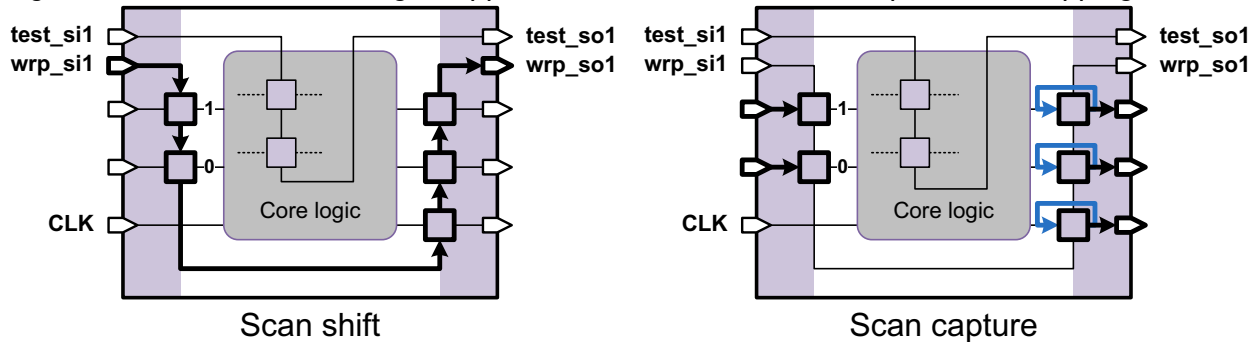 test_si1
test_so1
wrp_si1
wrp_so1
1
0
CLK
Core logic
Scan shift
test_si1
test_so1
wrp_si1
wrp_so1
1
0
CLK
Core logic
Scan capture